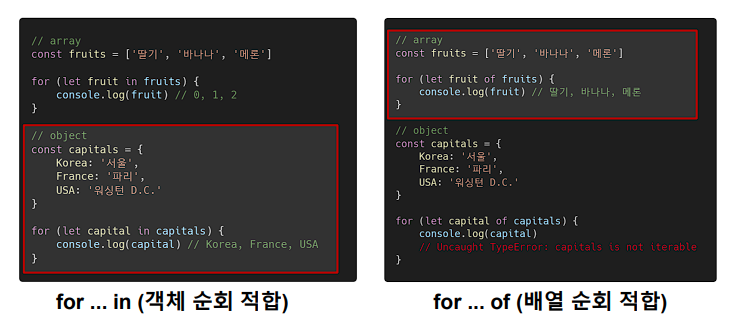 // array
const fruits = ['딸기', '바나나', '메론']
for (let fruit in fruits) {
    console.log(fruit) // 0, 1, 2
}
// object
const capitals = {
    Korea: '서울',
    France: '파리',
    USA: '워싱턴 D.C.'
}
for (let capital in capitals) {
    console.log(capital) // Korea, France, USA
}
for ... in (객체 순회 적합)
// array
const fruits = ['딸기', '바나나', '메론']
for (let fruit of fruits) {
    console.log(fruit) // 딸기, 바나나, 메론
}
// object
const capitals = {
    Korea: '서울',
    France: '파리',
    USA: '워싱턴 D.C.'
}
for (let capital of capitals) {
    console.log(capital)
    // Uncaught TypeError: capitals is not iterable
}
for ... of (배열 순회 적합)